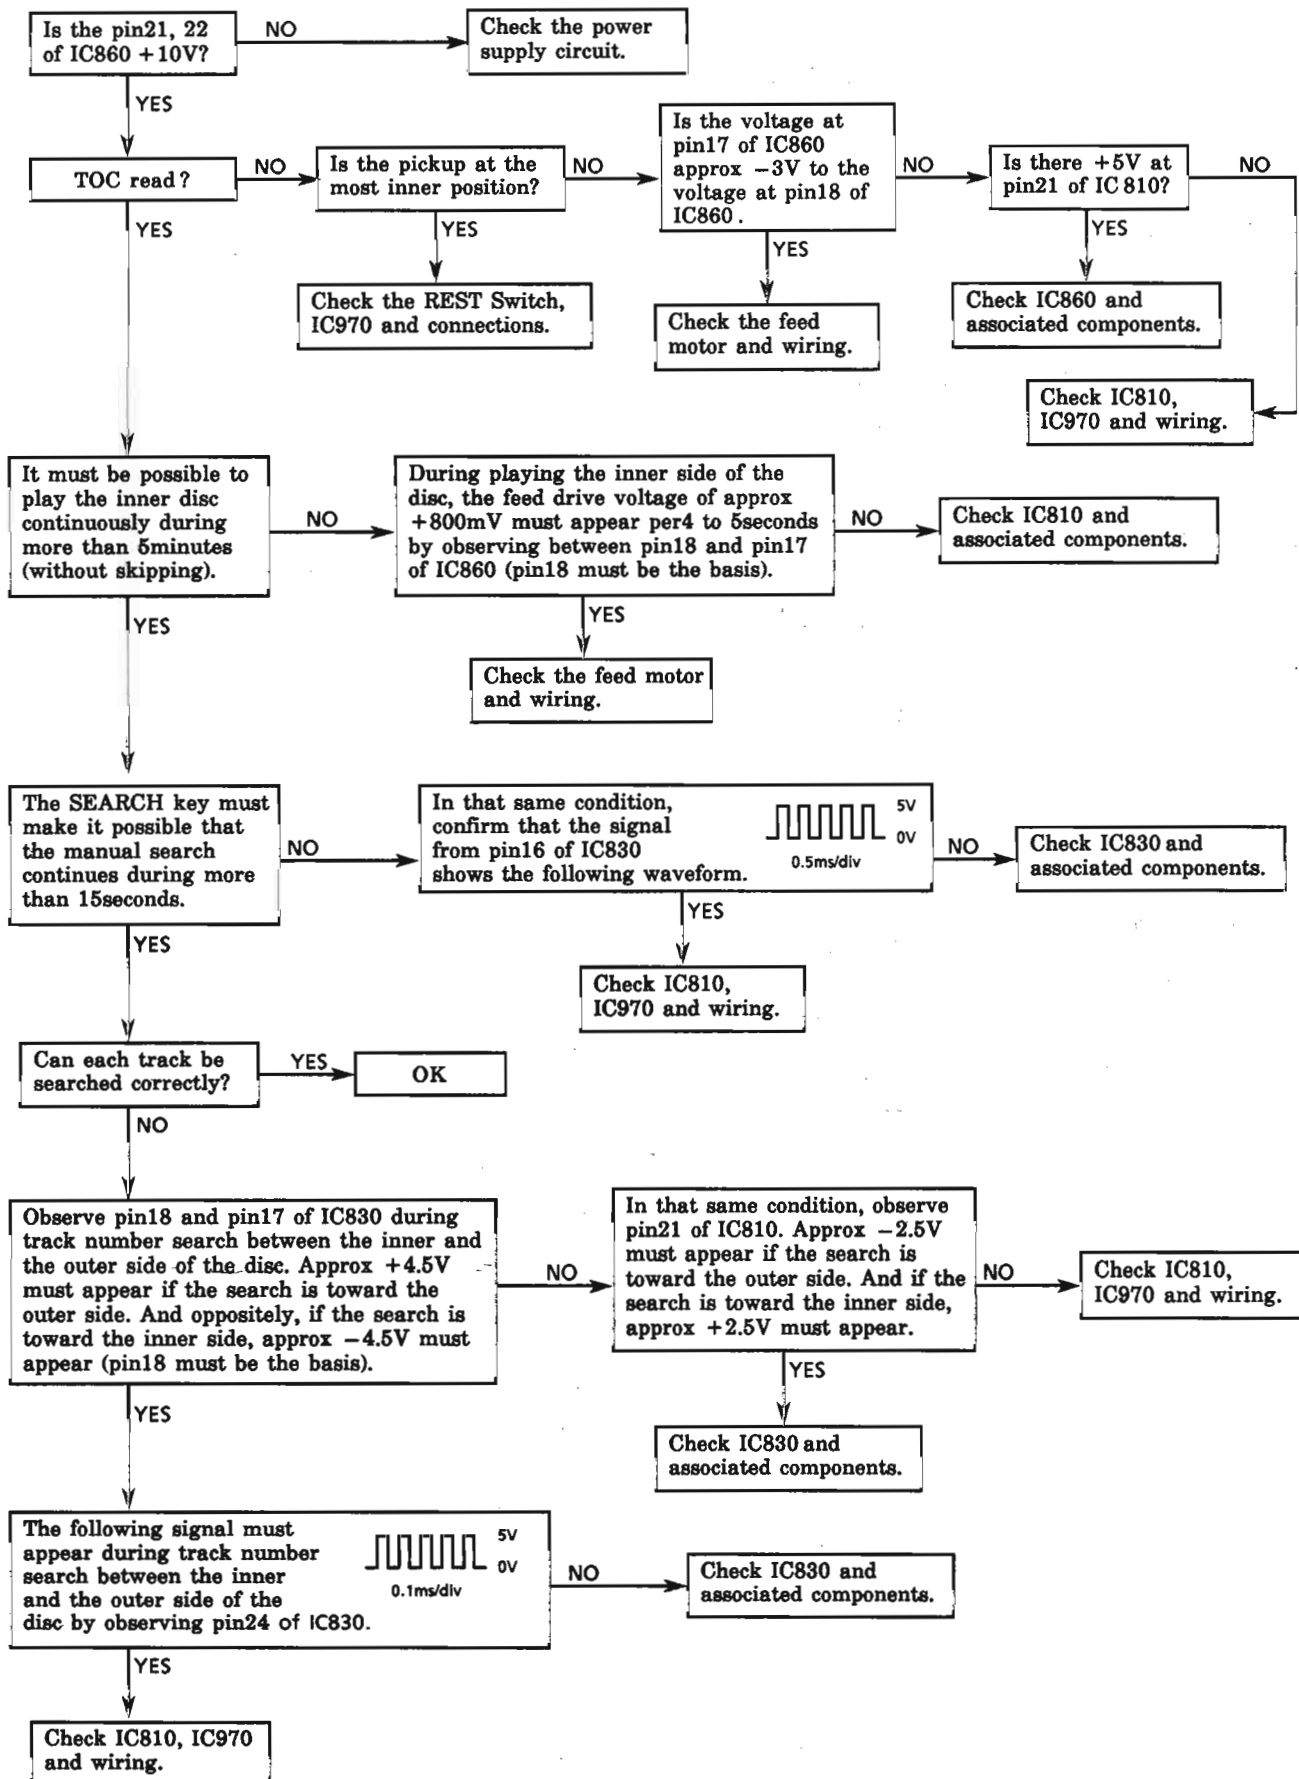 Is the pin21, 22
of IC860 +10V?
NO
Check the power
supply circuit.
YES
TOC read?
NO
Is the pickup at the
most inner position?
NO
Is the voltage at
pin17 of IC860
approx −3V to the
voltage at pin18 of
IC860.
NO
Is there +5V at
pin21 of IC 810?
NO
YES
YES
YES
YES
Check the REST Switch,
IC970 and connections.
Check the feed
motor and wiring.
Check IC860 and
associated components.
Check IC810,
IC970 and wiring.
It must be possible to
play the inner disc
continuously during
more than 5minutes
(without skipping).
NO
During playing the inner side of the
disc, the feed drive voltage of approx
+800mV must appear per4 to 5seconds
by observing between pin18 and pin17
of IC860 (pin18 must be the basis).
NO
Check IC810 and
associated components.
YES
YES
Check the feed motor
and wiring.
The SEARCH key must
make it possible that
the manual search
continues during more
than 15seconds.
NO
In that same condition,
confirm that the signal
from pin16 of IC830
shows the following waveform.
5V
0V
0.5ms/div
NO
Check IC830 and
associated components.
YES
YES
Check IC810,
IC970 and wiring.
Can each track be
searched correctly?
YES
OK
NO
Observe pin18 and pin17 of IC830 during
track number search between the inner and
the outer side of the disc. Approx +4.5V
must appear if the search is toward the
outer side. And oppositely, if the search is
toward the inner side, approx −4.5V must
appear (pin18 must be the basis).
NO
In that same condition, observe
pin21 of IC810. Approx −2.5V
must appear if the search is
toward the outer side. And if the
search is toward the inner side,
approx +2.5V must appear.
NO
Check IC810,
IC970 and wiring.
YES
YES
Check IC830 and
associated components.
The following signal must
appear during track number
search between the inner
and the outer side of the
disc by observing pin24 of IC830.
5V
0V
0.1ms/div
NO
Check IC830 and
associated components.
YES
Check IC810, IC970
and wiring.